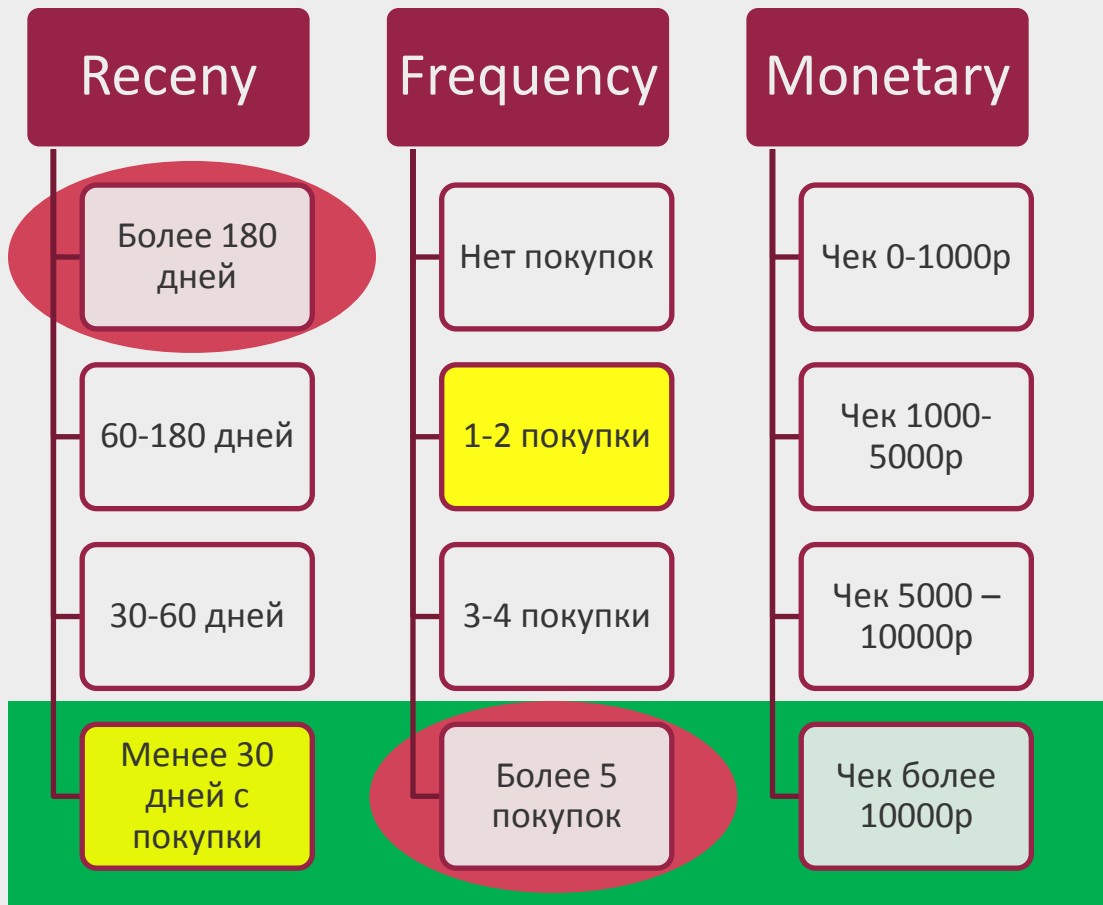 Receny
Более 180
дней
60-180 дней
30-60 дней
Менее 30
дней с
покупки
Frequency
Нет покупок
1-2 покупки
3-4 покупки
Более 5
покупок
Monetary
Чек 0-1000р
Чек 1000-
5000р
Чек 5000 –
10000р
Чек более
10000р